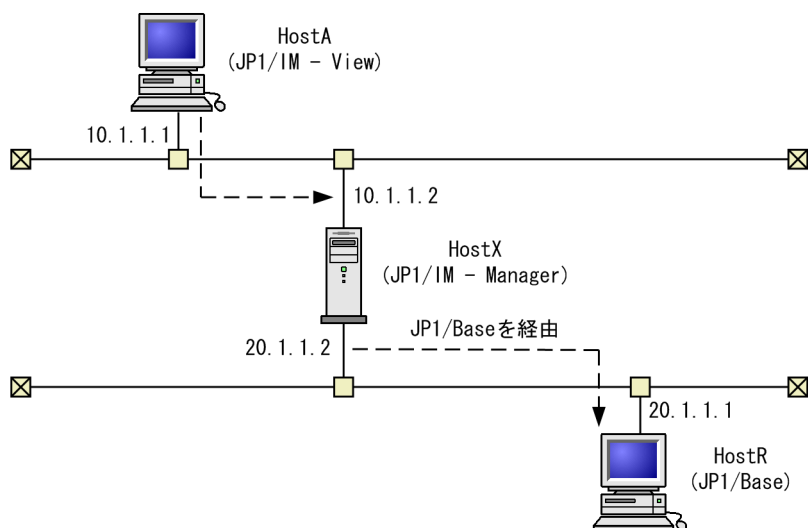 HostA
(JP1/IM - View)
10.1.1.1
10.1.1.2
HostX
(JP1/IM - Manager)
20.1.1.2
JP1/Baseを経由
20.1.1.1
HostR
(JP1/Base)